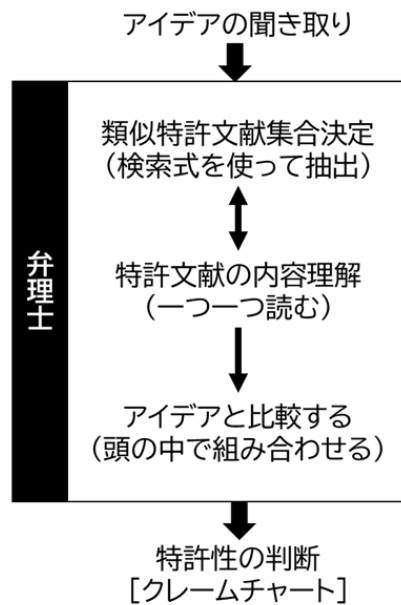 アイデアの聞き取り
弁理士
類似特許文献集合決定
（検索式を使って抽出）
特許文献の内容理解
（一つ一つ読む）
アイデアと比較する
（頭の中で組み合わせる）
特許性の判断
［クレームチャート］